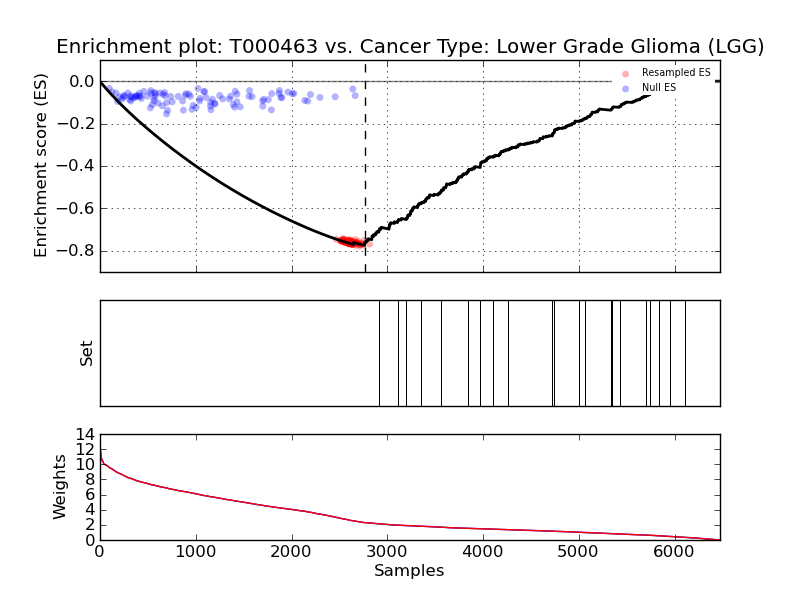 Enrichment plot: T000463 vs. Cancer Type: Lower Grade Glioma (LGG)
Enrichment score (ES)
0.0
−0.2
−0.4
−0.6
−0.8
Resampled ES
Null ES
Set
Weights
14
12
10
8
6
4
2
0
0 1000 2000 3000 4000 5000 6000
Samples